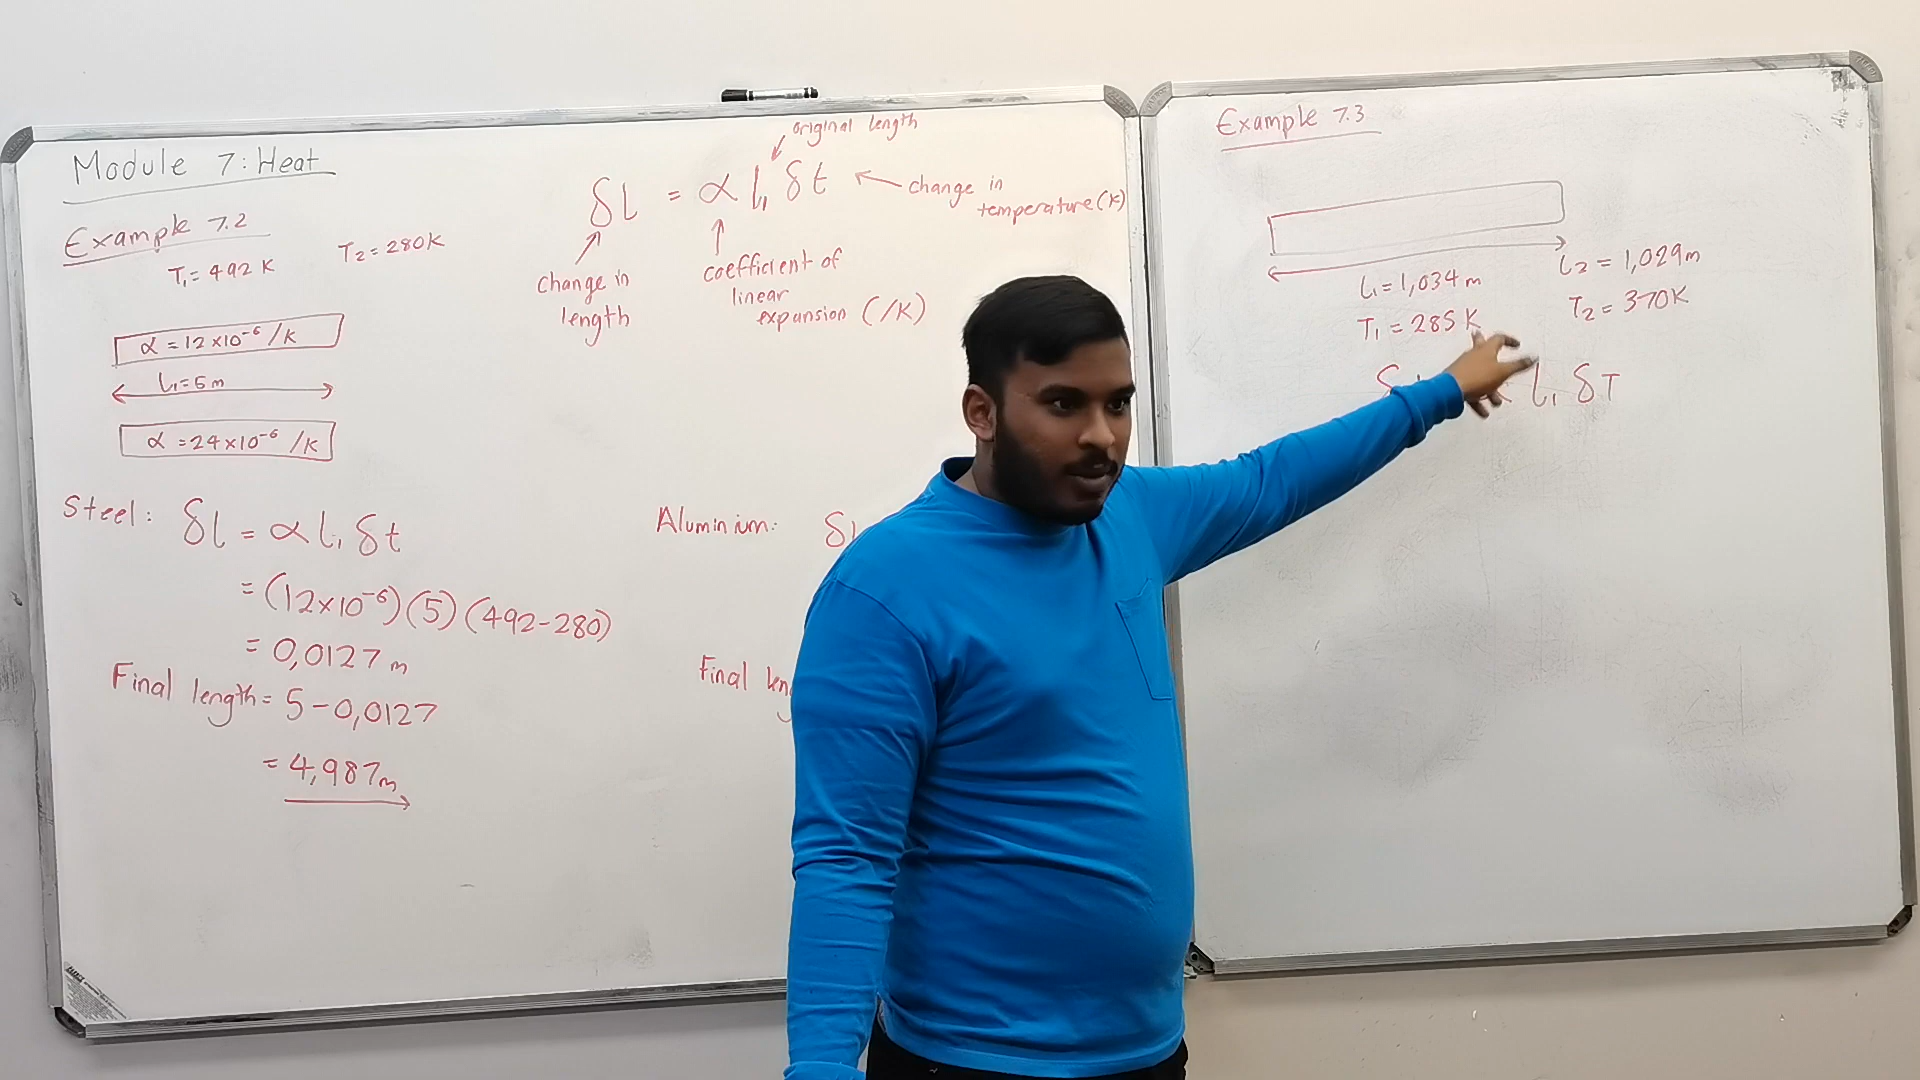 Module 7: Heat
Example 7.2
T₁ = 492 K
T₂ = 280K
α = 12×10⁻⁶ /K
L₁=5m
α = 24×10⁻⁶ /K
original length
δL = α L₁ δt
change in temperature (K)
change in
length
coefficient of
linear
expansion (/K)
Steel: δL = α L₁ δt
= (12×10⁻⁶)(5)(492-280)
= 0,0127 m
Final length = 5 - 0,0127
= 4,987m
Aluminium:
Final
Example 7.3
L₁ = 1,034 m
T₁ = 285 K
L₂ = 1,029m
T₂ = 370K
L₁ δT